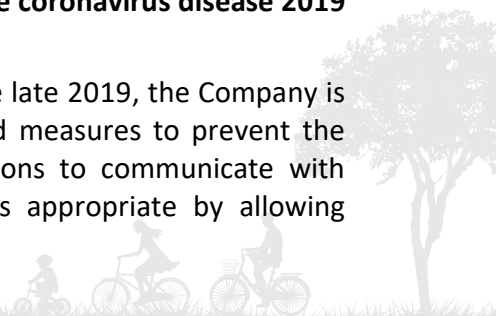 coronavirus disease 2019
late 2019, the Company is
measures to prevent the
ons to communicate with
s appropriate by allowing